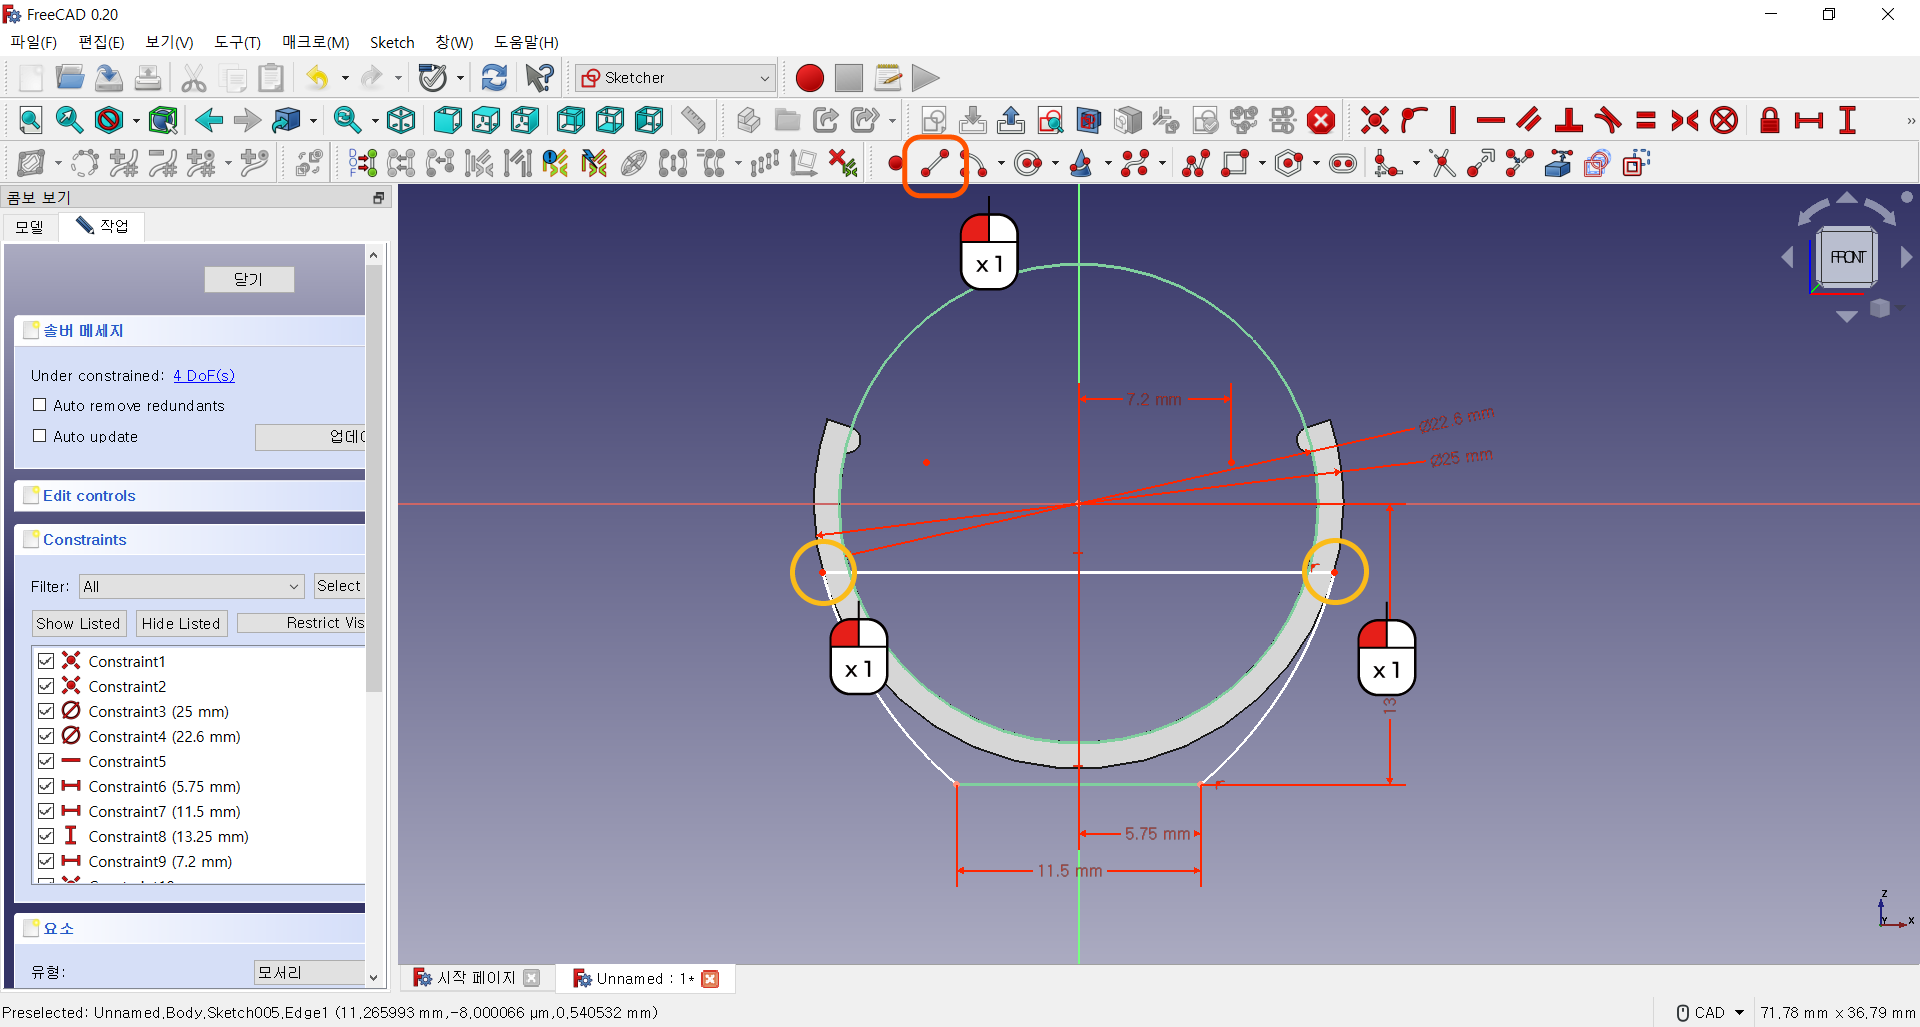 FreeCAD 0.20
파일(F) 편집(E) 보기(V) 도구(T) 매크로(M) Sketch 창(W) 도움말(H)
Sketcher
콤보 보기
모델 작업
닫기
솔버 메세지
Under constrained: 4 DoF(s)
Auto remove redundants
Auto update
Edit controls
Constraints
Filter: All Select
Show Listed Hide Listed Restrict Vis
Constraint1
Constraint2
Constraint3 (25 mm)
Constraint4 (22.6 mm)
Constraint5
Constraint6 (5.75 mm)
Constraint7 (11.5 mm)
Constraint8 (13.25 mm)
Constraint9 (7.2 mm)
요소
유형: 모서리
x 1
FRONT
7.2 mm
Ø22.6 mm
Ø25 mm
x 1
x 1
13
5.75 mm
11.5 mm
Z
Y X
시작 페이지 Unnamed : 1*
Preselected: Unnamed.Body.Sketch005.Edge1 (11.265993 mm,-8.000066 µm,0.540532 mm)
CAD 71.78 mm x 36.79 mm